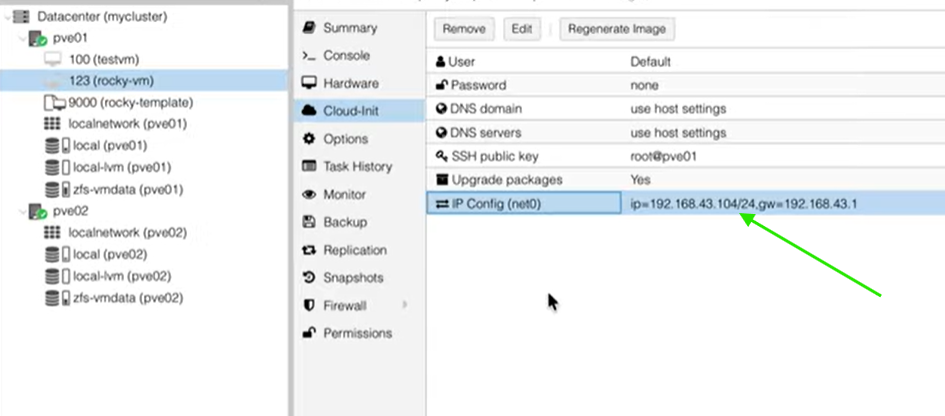 Datacenter (mycluster)
pve01
100 (testvm)
123 (rocky-vm)
9000 (rocky-template)
localnetwork (pve01)
local (pve01)
local-lvm (pve01)
zfs-vmdata (pve01)
pve02
localnetwork (pve02)
local (pve02)
local-lvm (pve02)
zfs-vmdata (pve02)
Summary
Console
Hardware
Cloud-Init
Options
Task History
Monitor
Backup
Replication
Snapshots
Firewall
Permissions
Remove Edit Regenerate Image
User Default
Password none
DNS domain use host settings
DNS servers use host settings
SSH public key root@pve01
Upgrade packages Yes
IP Config (net0) ip=192.168.43.104/24,gw=192.168.43.1